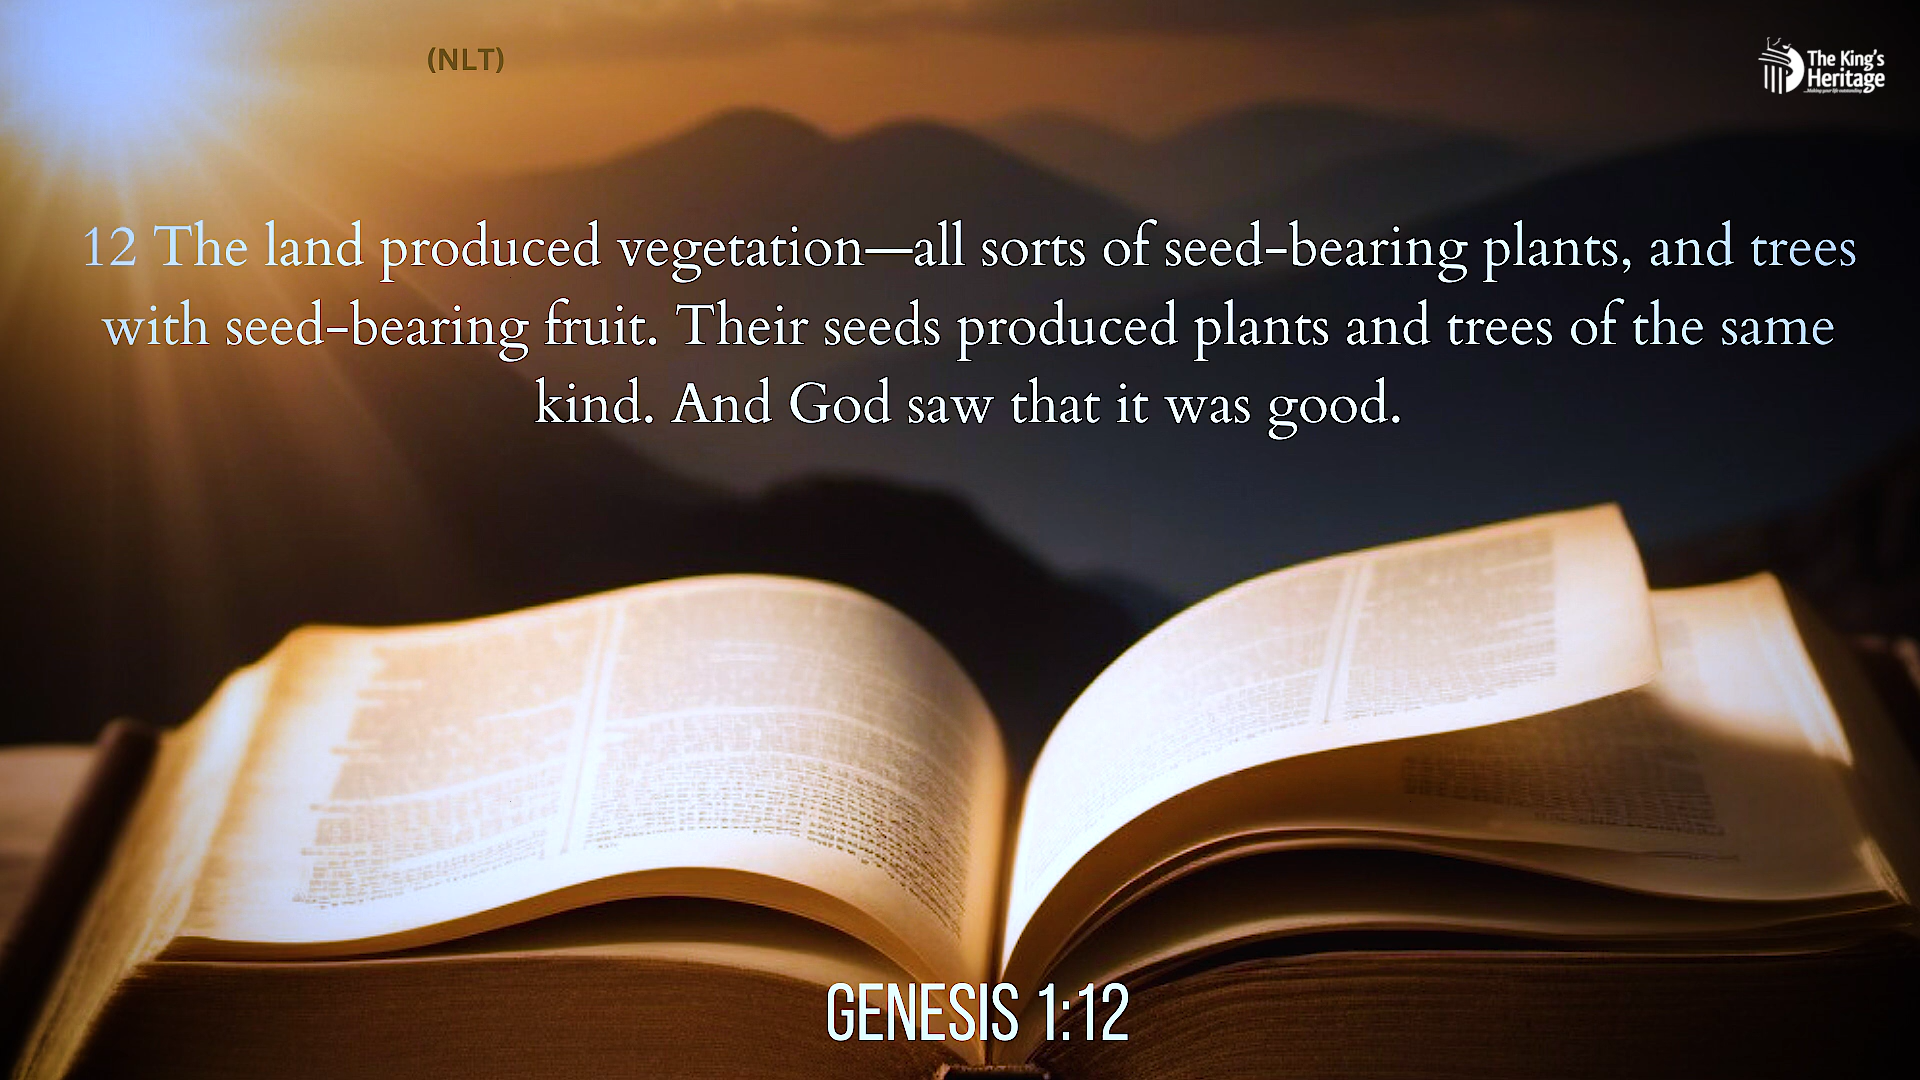 (NLT)
The King's
Heritage
12 The land produced vegetation—all sorts of seed-bearing plants, and trees
with seed-bearing fruit. Their seeds produced plants and trees of the same
kind. And God saw that it was good.
GENESIS 1:12